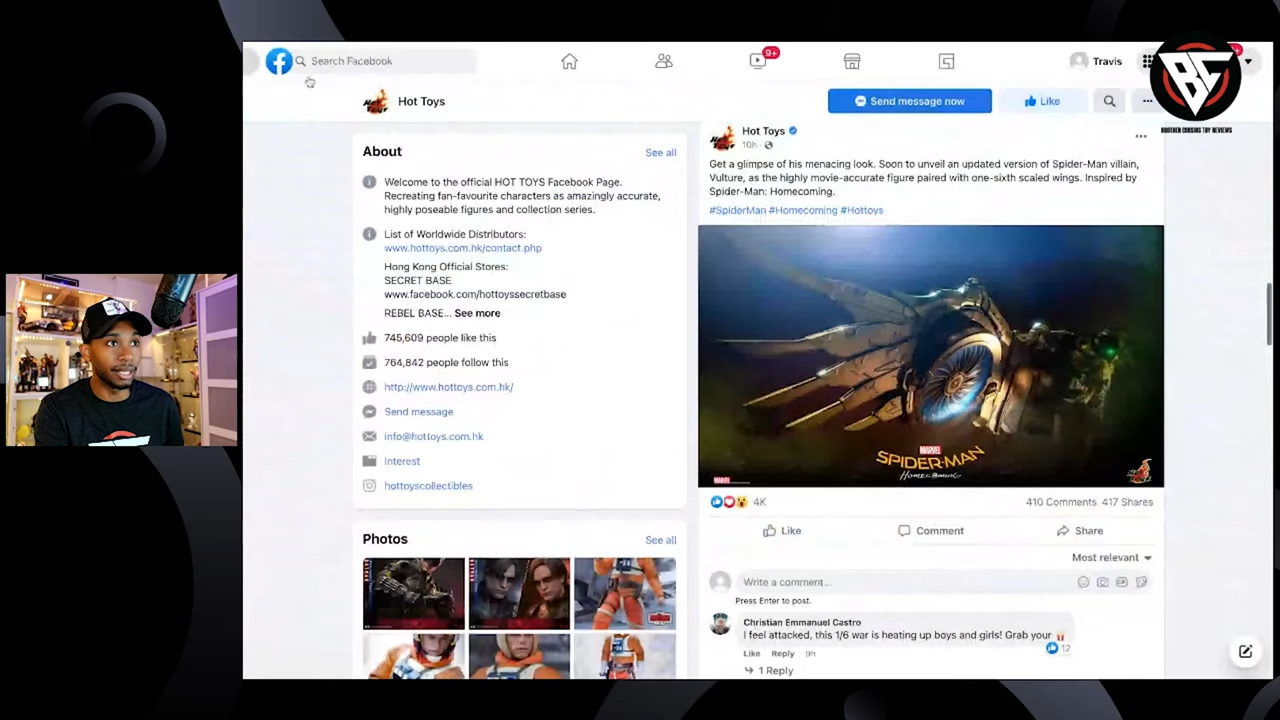 Search Facebook
9+
Travis
BC
BROTHER COUSINS TOY REVIEWS
Hot Toys
Send message now
Like
About
See all
Welcome to the official HOT TOYS Facebook Page.
Recreating fan-favourite characters as amazingly accurate,
highly poseable figures and collection series.
List of Worldwide Distributors:
www.hottoys.com.hk/contact.php
Hong Kong Official Stores:
SECRET BASE
www.facebook.com/hottoyssecretbase
REBEL BASE... See more
745,609 people like this
764,842 people follow this
http://www.hottoys.com.hk/
Send message
info@hottoys.com.hk
Interest
hottoyscollectibles
Photos
See all
Hot Toys
10h
Get a glimpse of his menacing look. Soon to unveil an updated version of Spider-Man villain,
Vulture, as the highly movie-accurate figure paired with one-sixth scaled wings. Inspired by
Spider-Man: Homecoming.
#SpiderMan #Homecoming #Hottoys
MARVEL
SPIDER-MAN
Homecoming
MARVEL
4K
410 Comments 417 Shares
Like
Comment
Share
Most relevant
Write a comment...
Press Enter to post.
Christian Emmanuel Castro
I feel attacked, this 1/6 war is heating up boys and girls! Grab your
12
Like Reply 9h
1 Reply